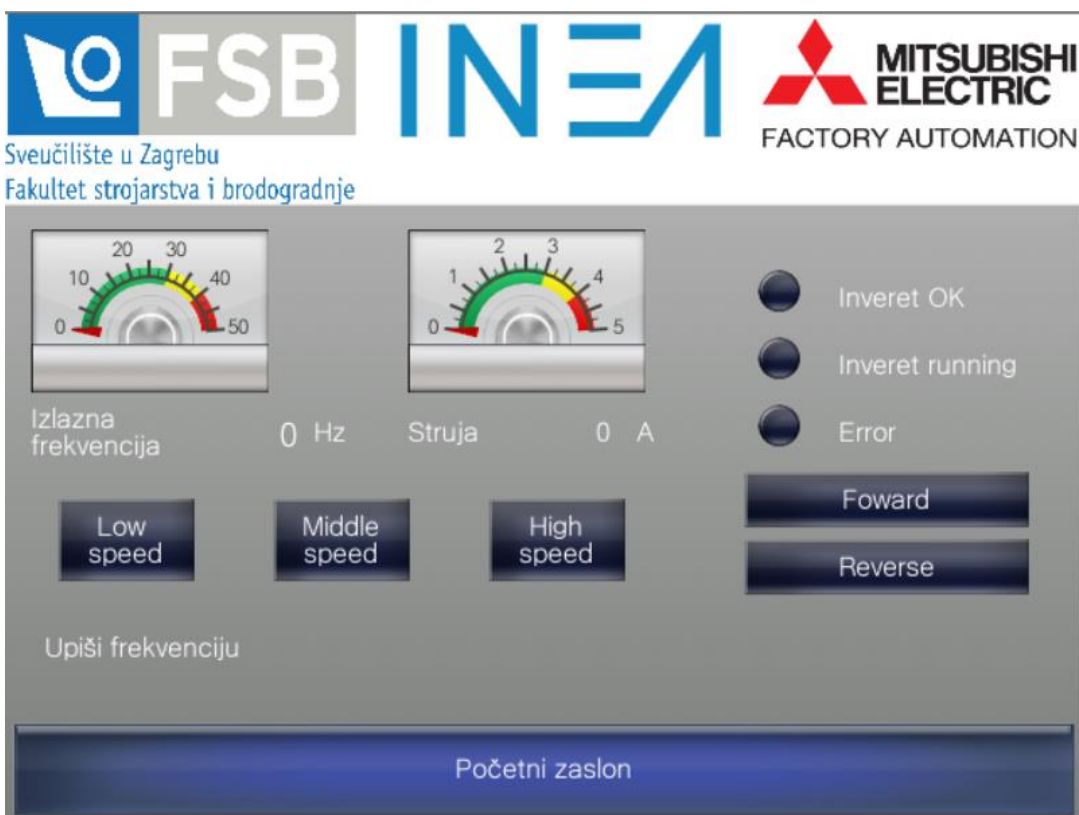 FSB
INEA
MITSUBISHI
ELECTRIC
FACTORY AUTOMATION
Sveučilište u Zagrebu
Fakultet strojarstva i brodogradnje
0 10 20 30 40 50
0 1 2 3 4 5
Izlazna
frekvencija
0 Hz
Struja 0 A
Inveret OK
Inveret running
Error
Low
speed
Middle
speed
High
speed
Foward
Reverse
Upiši frekvenciju
Početni zaslon